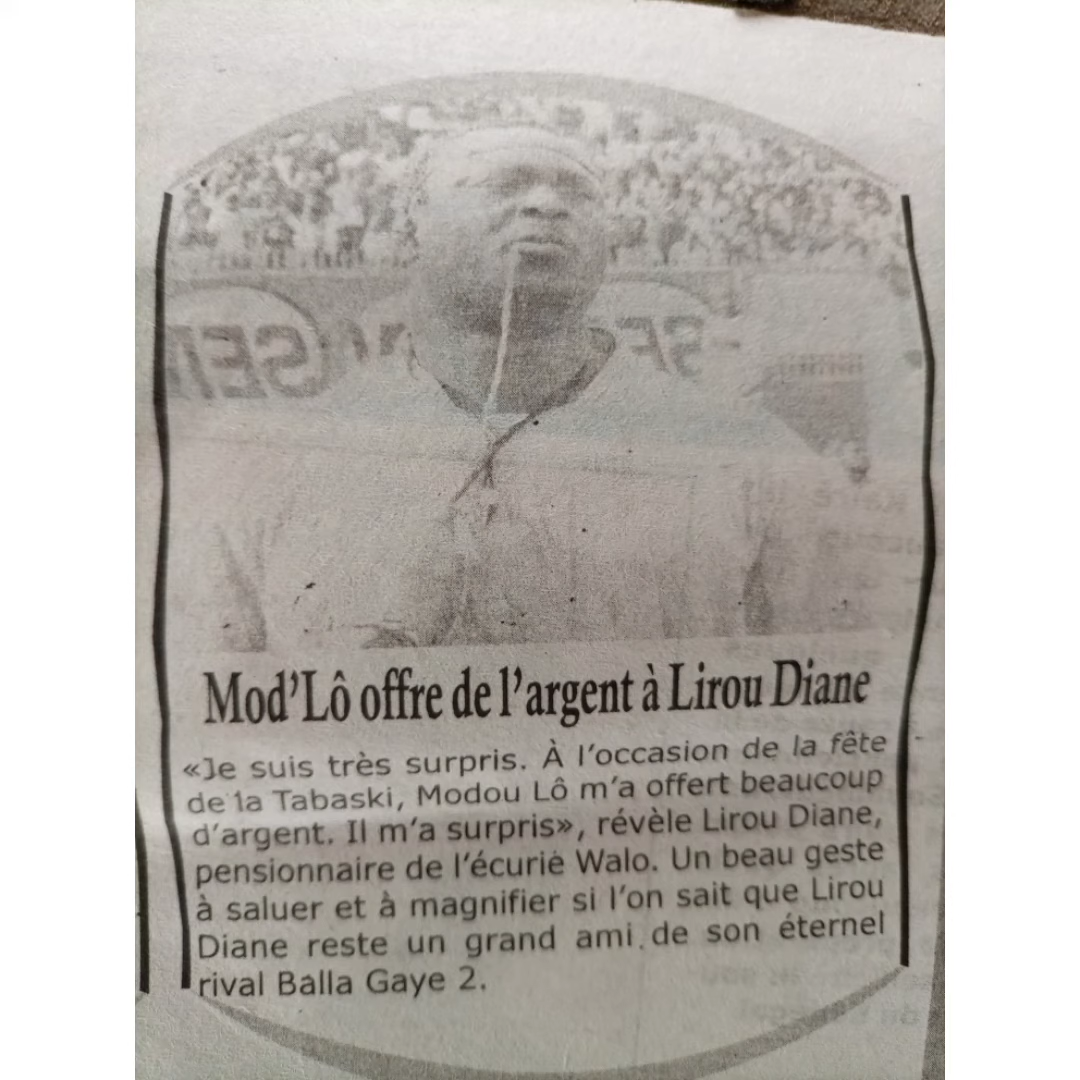 Mod'Lô offre de l'argent à Lirou Diane
«Je suis très surpris. À l'occasion de la fête
de la Tabaski, Modou Lô m'a offert beaucoup
d'argent. Il m'a surpris», révèle Lirou Diane,
pensionnaire de l'écurie Walo. Un beau geste
à saluer et à magnifier si l'on sait que Lirou
Diane reste un grand ami de son éternel
rival Balla Gaye 2.